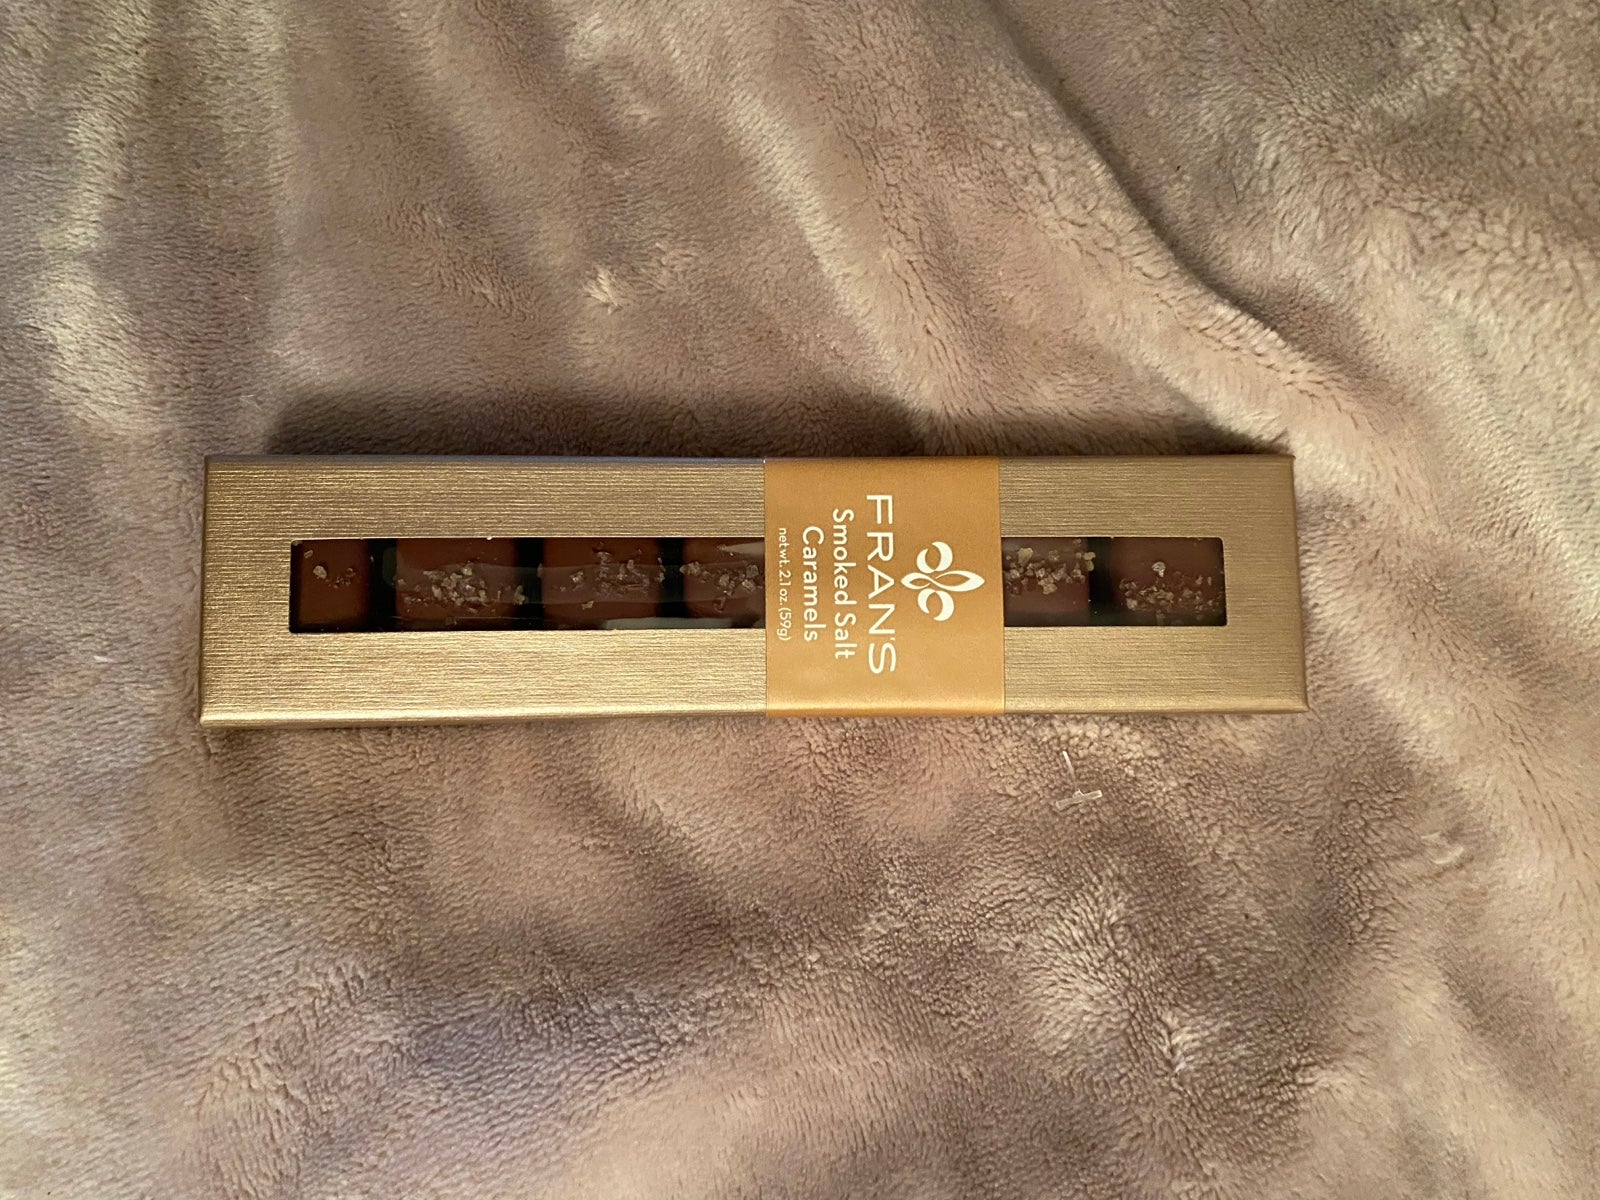 FRAN'S
Smoked Salt
Caramels
net wt. 2.1 oz. (59g)